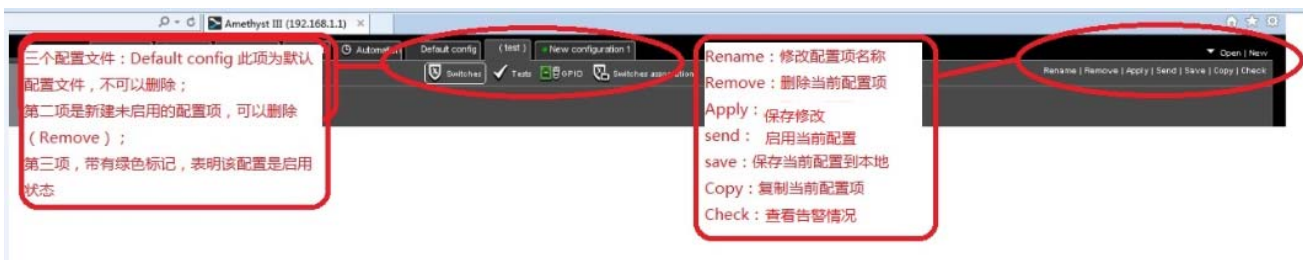 Amethyst III (192.168.1.1) ×
Default config
( test )
New configuration 1
Open | New
Switches
Tests
GPIO
Switches association
Rename | Remove | Apply | Send | Save | Copy | Check
三个配置文件：Default config 此项为默认
配置文件，不可以删除；
第二项是新建未启用的配置项，可以删除
（Remove）；
第三项，带有绿色标记，表明该配置是启用
状态
Rename：修改配置项名称
Remove：删除当前配置项
Apply：保存修改
send： 启用当前配置
save：保存当前配置到本地
Copy：复制当前配置项
Check：查看告警情况